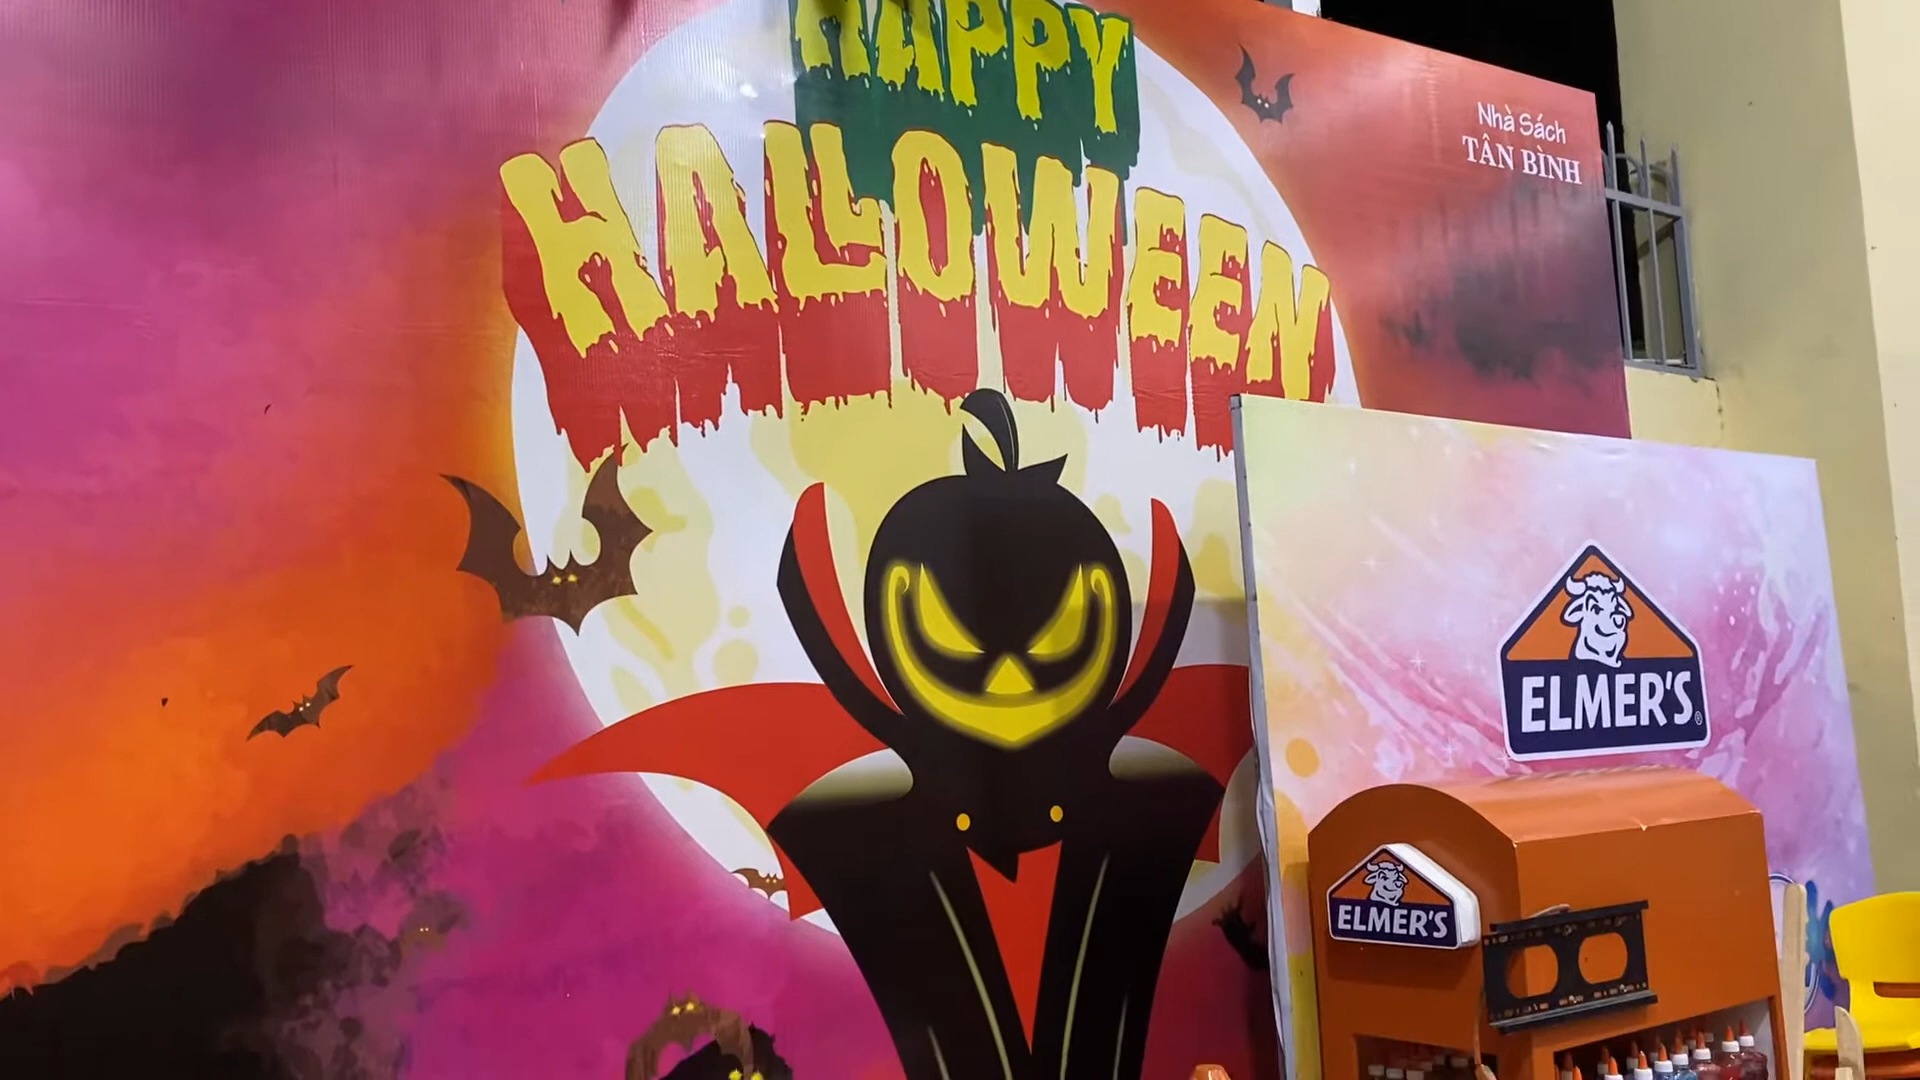 HAPPY
HALLOWEEN
Nhà Sách
TÂN BÌNH
ELMER'S®
ELMER'S